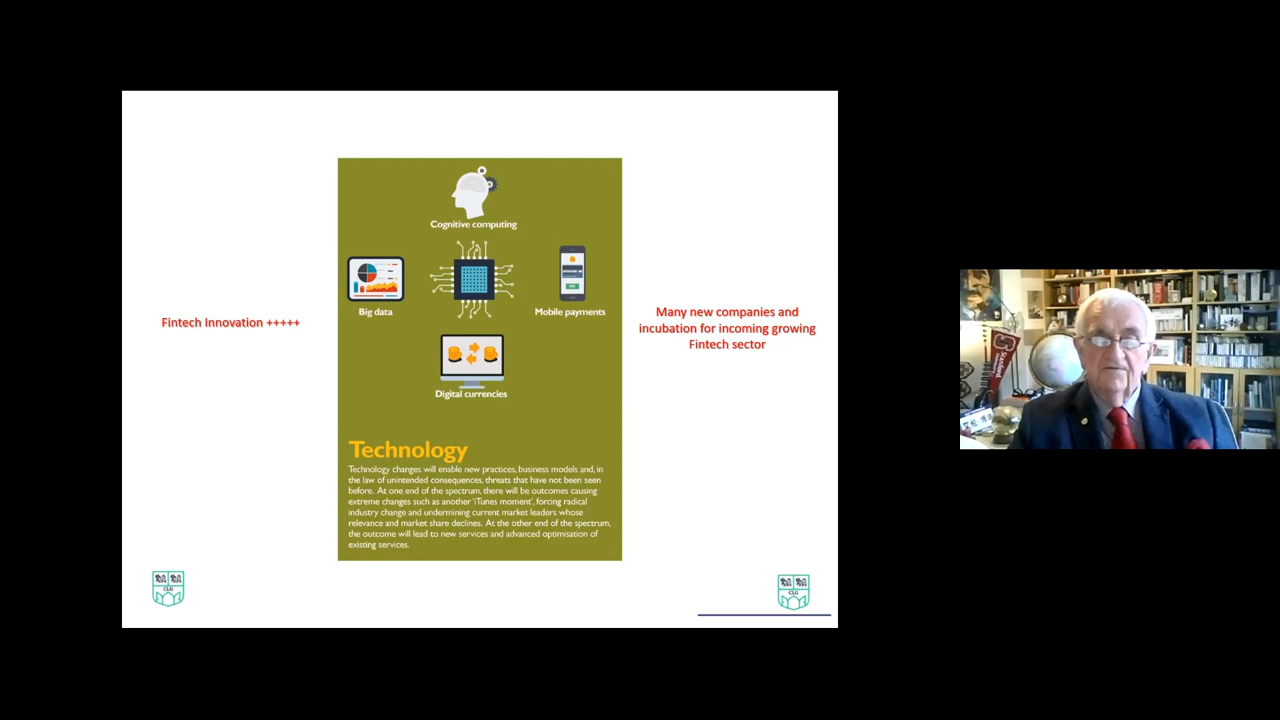 Cognitive computing
Big data
Mobile payments
Digital currencies
Fintech Innovation +++++
Many new companies and
incubation for incoming growing
Fintech sector
Technology
Technology changes will enable new practices, business models and, in
the law of unintended consequences, threats that have not been seen
before. At one end of the spectrum, there will be outcomes causing
extreme changes such as another 'iTunes moment', forcing radical
industry change and undermining current market leaders whose
relevance and market share declines. At the other end of the spectrum,
the outcome will lead to new services and advanced optimisation of
existing services.
CLG
CLG
Stanford